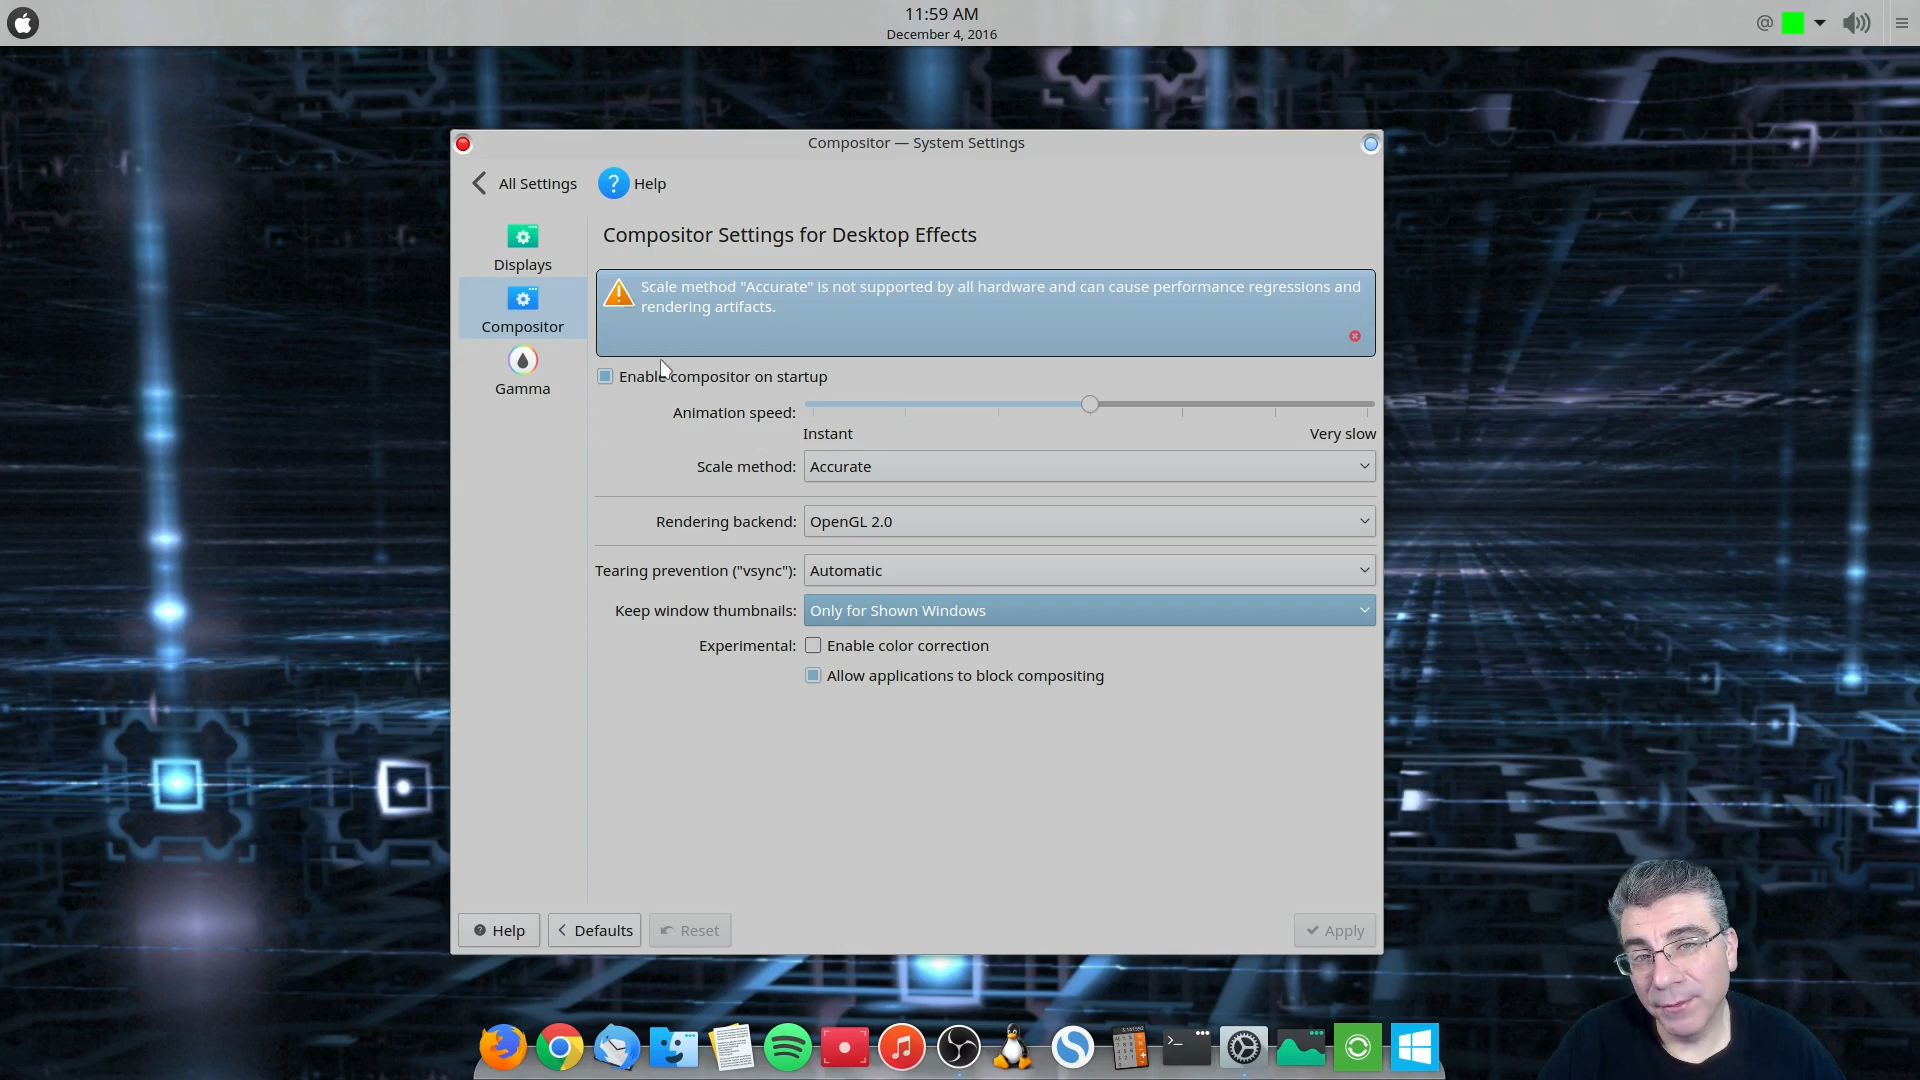 11:59 AM
December 4, 2016
Compositor — System Settings
All Settings
Help
Displays
Compositor
Gamma
Compositor Settings for Desktop Effects
Scale method "Accurate" is not supported by all hardware and can cause performance regressions and
rendering artifacts.
Enable compositor on startup
Animation speed:
Instant
Very slow
Scale method:
Accurate
Rendering backend:
OpenGL 2.0
Tearing prevention ("vsync"):
Automatic
Keep window thumbnails:
Only for Shown Windows
Experimental:
Enable color correction
Allow applications to block compositing
Help
Defaults
Reset
Apply